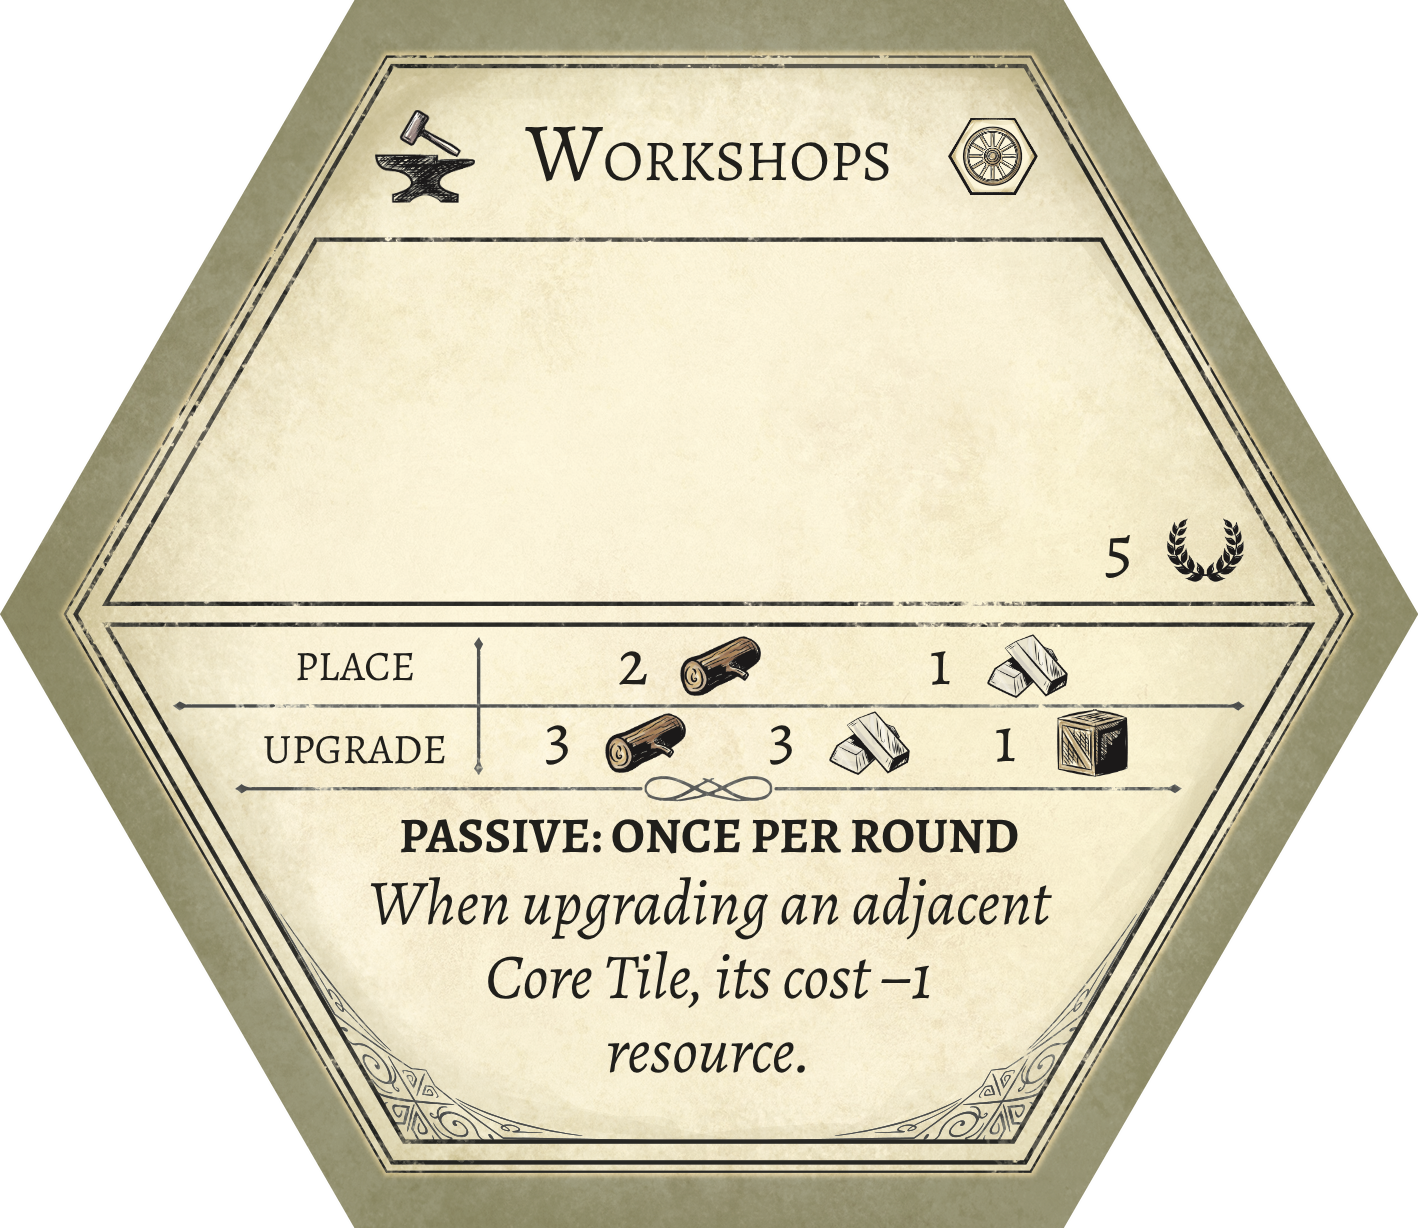 WORKSHOPS
5
PLACE 2 1
UPGRADE 3 3 1
PASSIVE: ONCE PER ROUND
When upgrading an adjacent
Core Tile, its cost –1
resource.